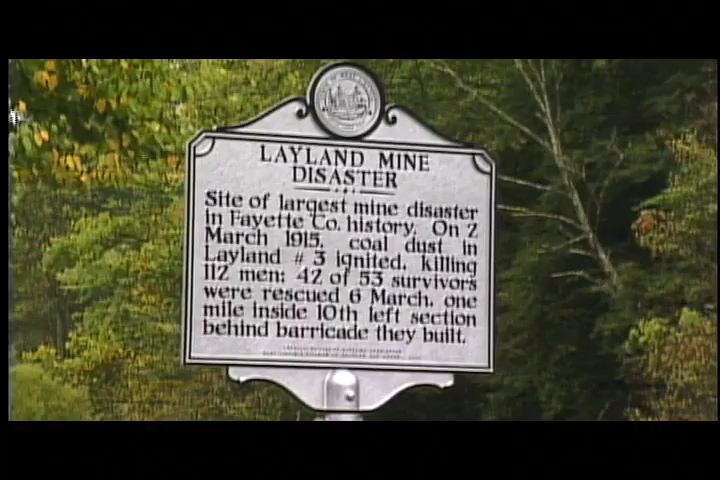 LAYLAND MINE
DISASTER
Site of largest mine disaster
in Fayette Co. history. On 2
March 1915, coal dust in
Layland # 3 ignited, killing
112 men; 42 of 53 survivors
were rescued 6 March, one
mile inside 10th left section
behind barricade they built.